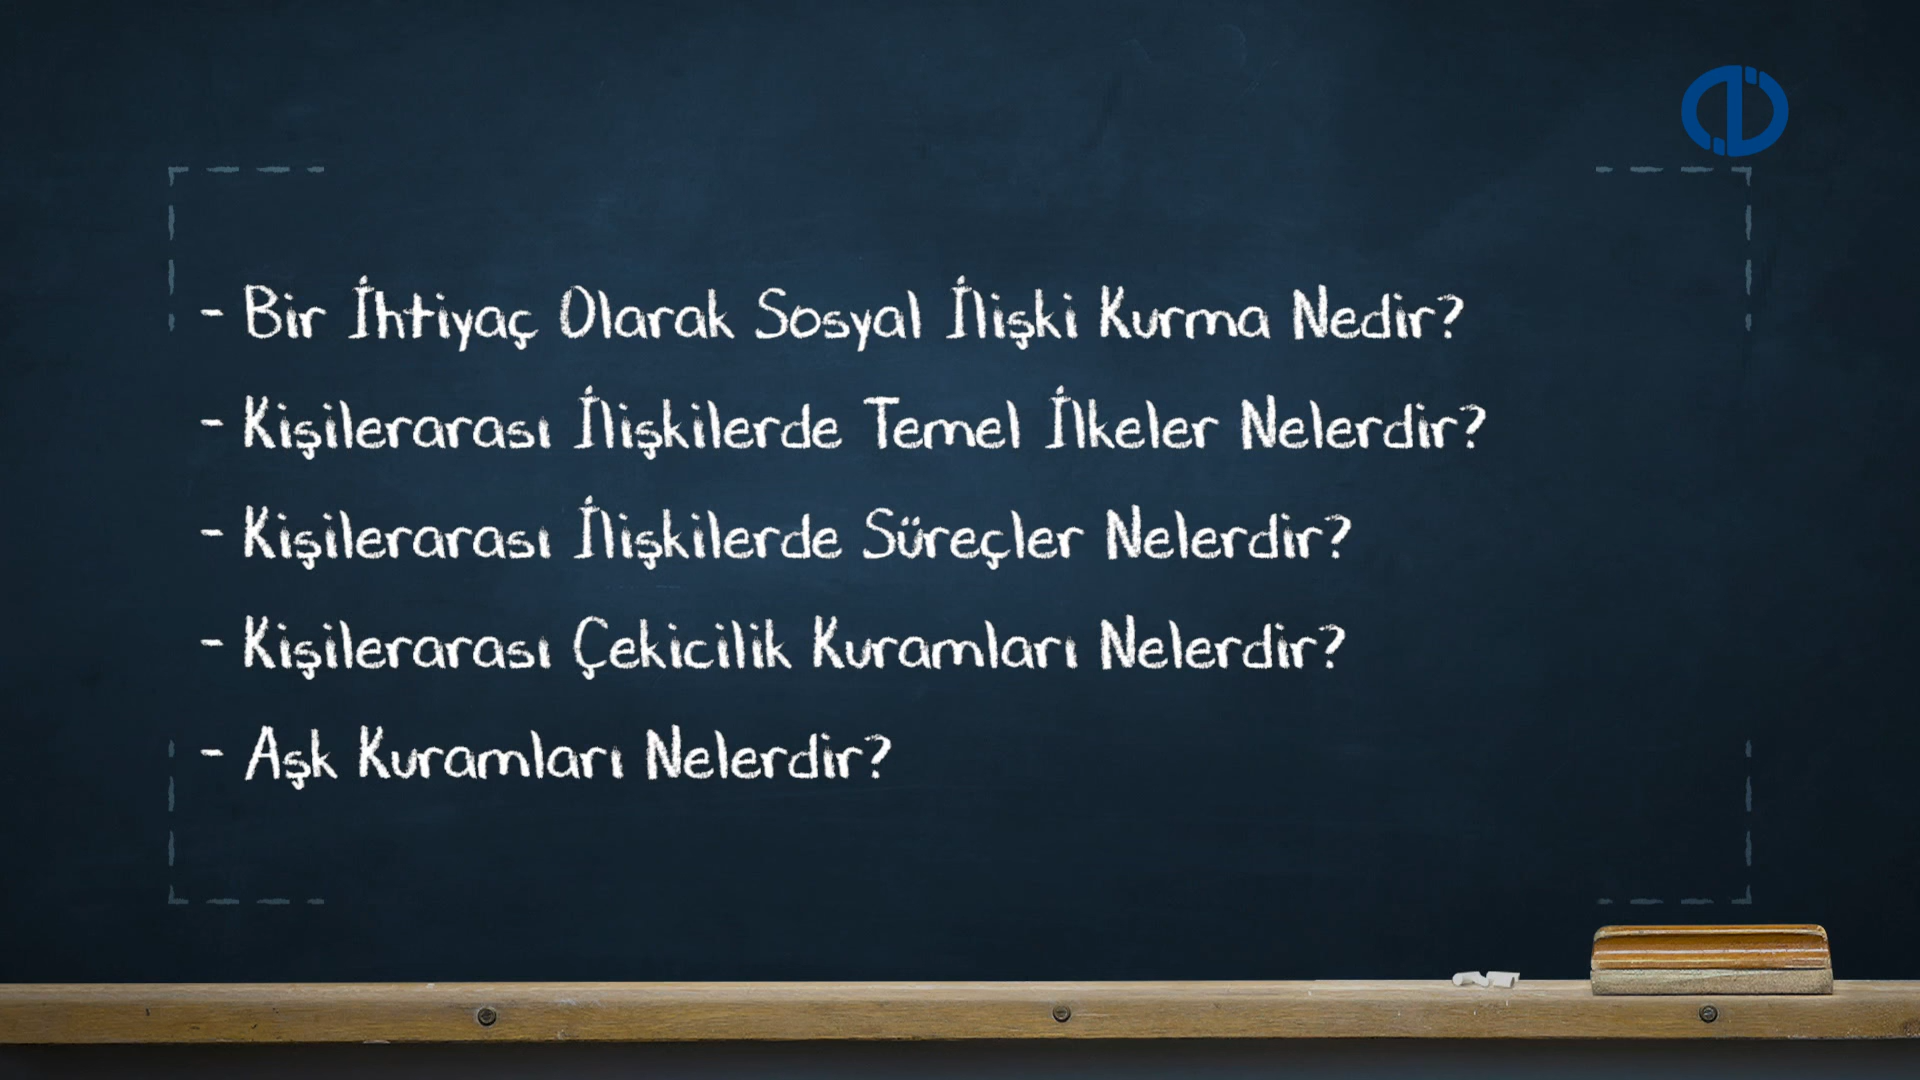 - Bir İhtiyaç Olarak Sosyal İlişki Kurma Nedir?
- Kişilerarası İlişkilerde Temel İlkeler Nelerdir?
- Kişilerarası İlişkilerde Süreçler Nelerdir?
- Kişilerarası Çekicilik Kuramları Nelerdir?
- Aşk Kuramları Nelerdir?